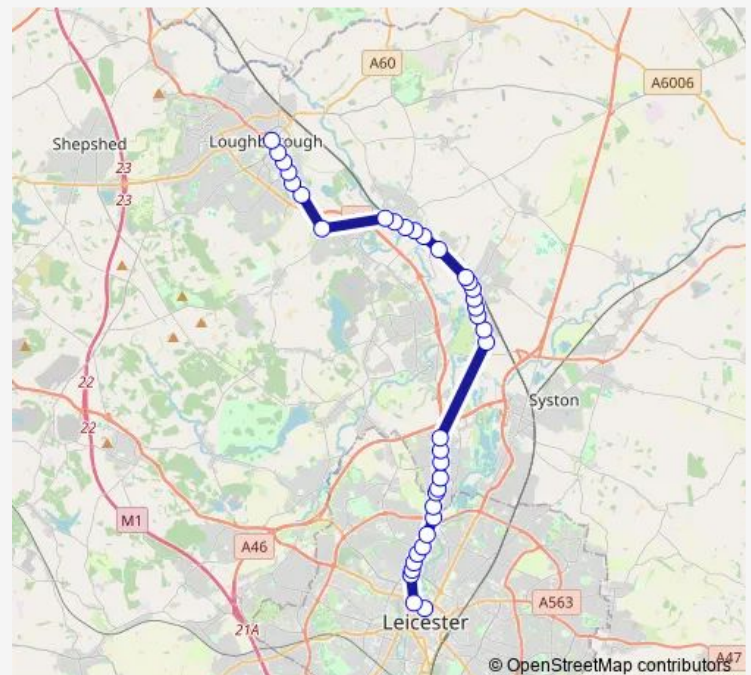 A60
A6006
Shepshed
Loughborough
23
23
22
22
Syston
M1
A46
A563
Leicester
21A
A47
© OpenStreetMap contributors